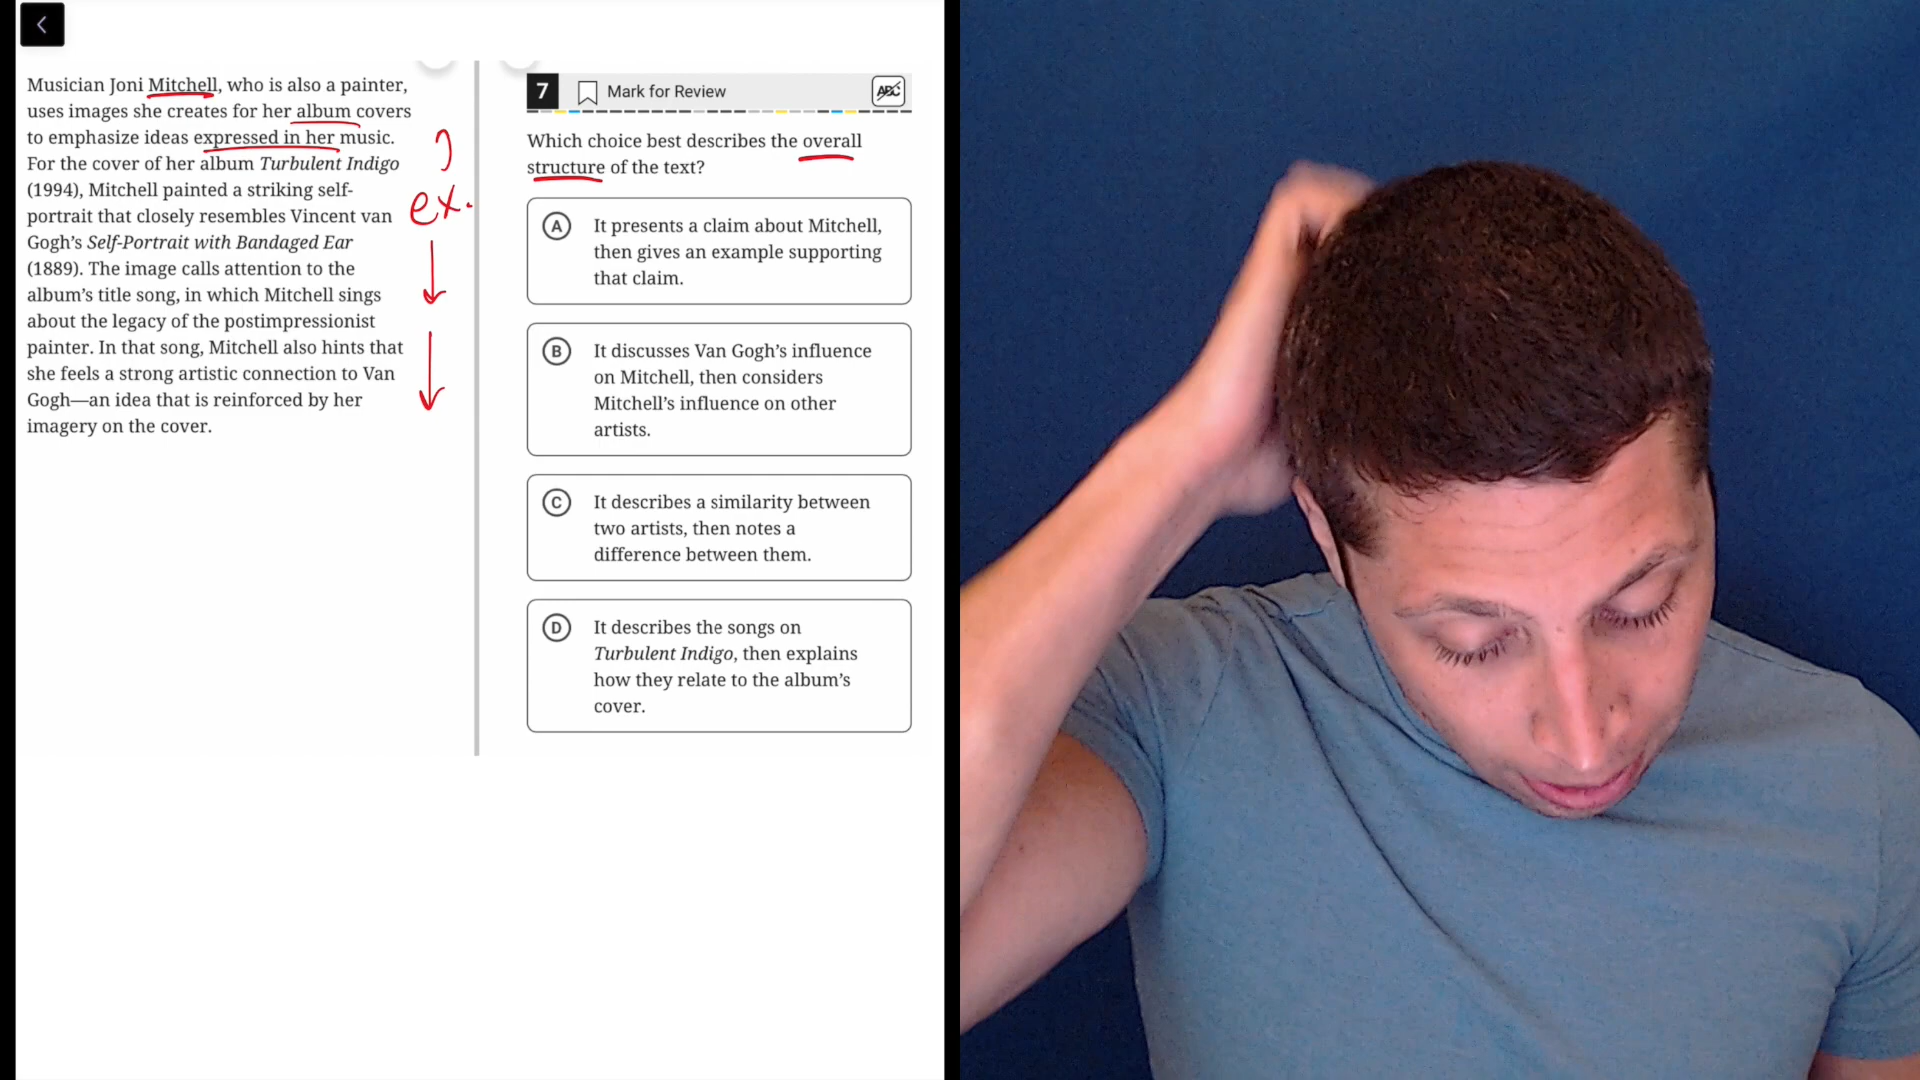 Musician Joni Mitchell, who is also a painter,
uses images she creates for her album covers
to emphasize ideas expressed in her music.
For the cover of her album Turbulent Indigo
(1994), Mitchell painted a striking self-
portrait that closely resembles Vincent van
Gogh’s Self-Portrait with Bandaged Ear
(1889). The image calls attention to the
album’s title song, in which Mitchell sings
about the legacy of the postimpressionist
painter. In that song, Mitchell also hints that
she feels a strong artistic connection to Van
Gogh—an idea that is reinforced by her
imagery on the cover.
ex.
7 Mark for Review ABC
Which choice best describes the overall
structure of the text?
A It presents a claim about Mitchell,
then gives an example supporting
that claim.
B It discusses Van Gogh’s influence
on Mitchell, then considers
Mitchell’s influence on other
artists.
C It describes a similarity between
two artists, then notes a
difference between them.
D It describes the songs on
Turbulent Indigo, then explains
how they relate to the album’s
cover.